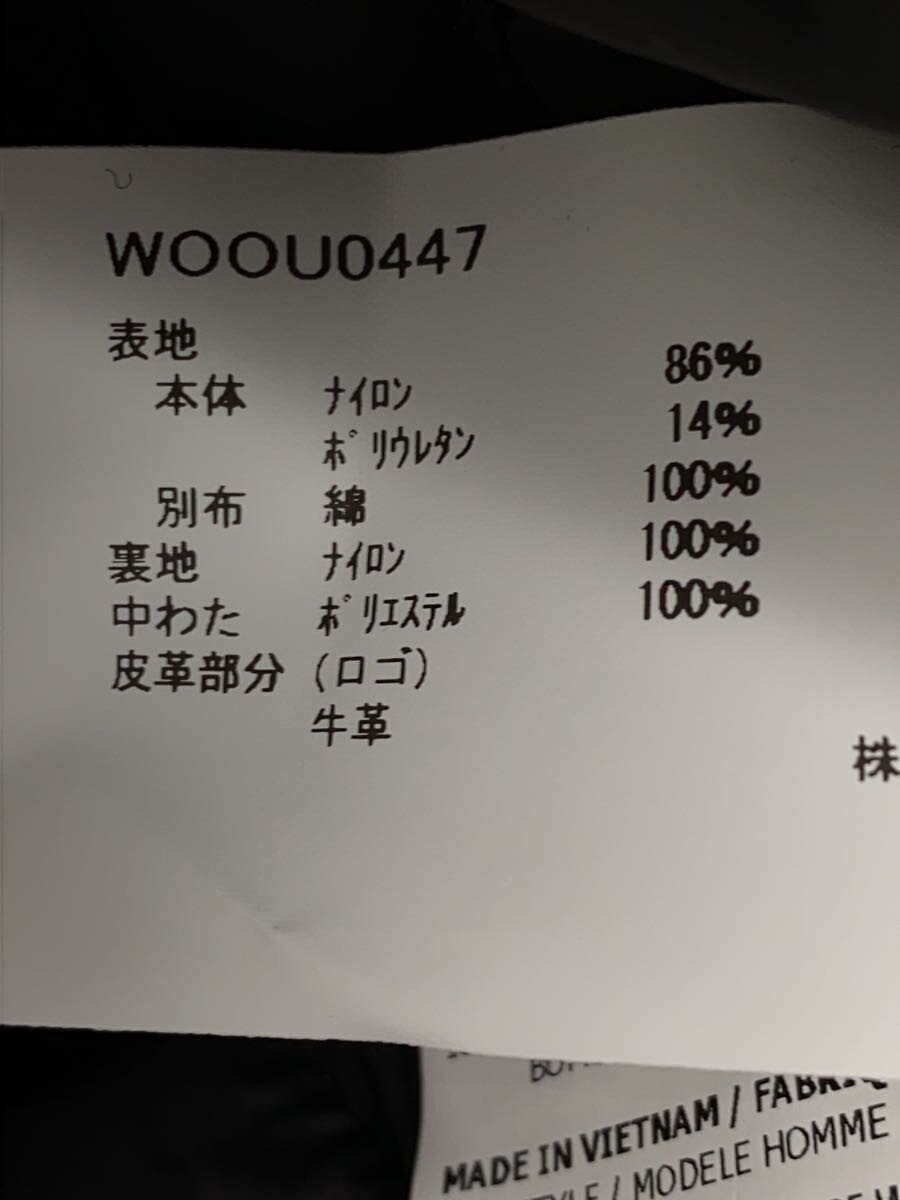 WOOU0447
表地
本体 ナイロン 86%
ポリウレタン 14%
別布 綿 100%
裏地 ナイロン 100%
中わた ポリエステル 100%
皮革部分 (ロゴ)
牛革
株
MADE IN VIETNAM /
/ MODELE HOMME